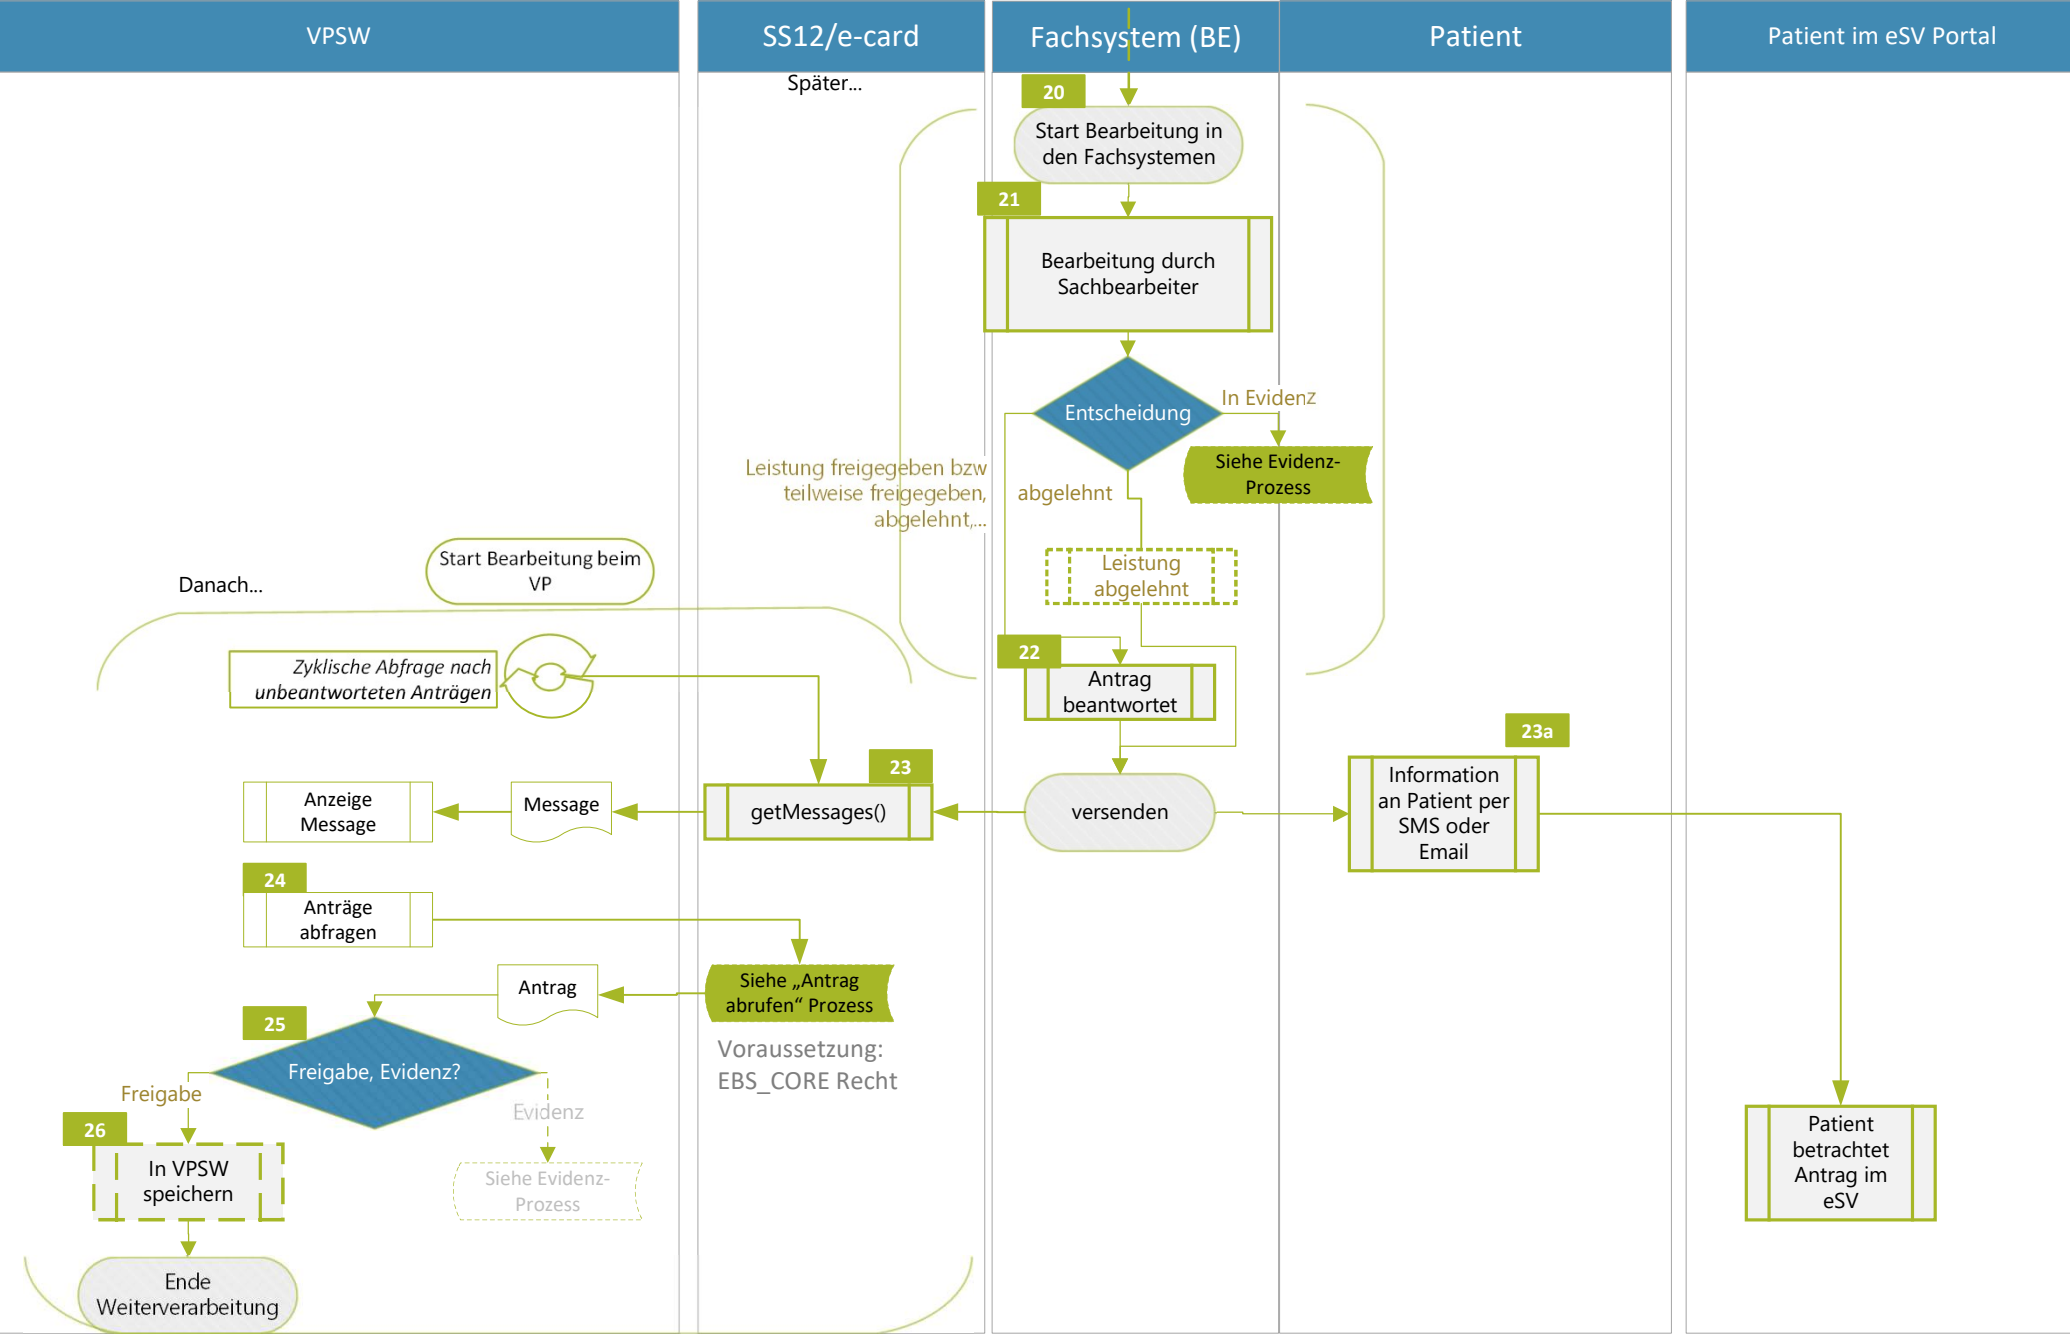 VPSW
SS12/e-card
Fachsystem (BE)
Patient
Patient im eSV Portal
Später...
20
Start Bearbeitung in
den Fachsystemen
21
Bearbeitung durch
Sachbearbeiter
Entscheidung
In Evidenz
Siehe Evidenz-
Prozess
Leistung freigegeben bzw
teilweise freigegeben,
abgelehnt,...
abgelehnt
Leistung
abgelehnt
Start Bearbeitung beim
VP
Danach...
Zyklische Abfrage nach
unbeantworteten Anträgen
22
Antrag
beantwortet
23a
Information
an Patient per
SMS oder
Email
23
getMessages()
versenden
Message
Anzeige
Message
24
Anträge
abfragen
Siehe „Antrag
abrufen“ Prozess
Antrag
Voraussetzung:
EBS_CORE Recht
25
Freigabe, Evidenz?
Freigabe
Evidenz
26
In VPSW
speichern
Siehe Evidenz-
Prozess
Patient
betrachtet
Antrag im
eSV
Ende
Weiterverarbeitung